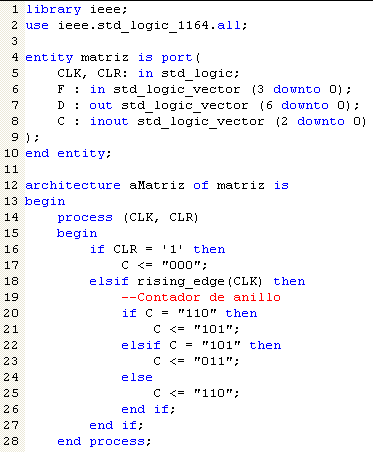 1 library ieee;
2 use ieee.std_logic_1164.all;
3
4 entity matriz is port(
5     CLK, CLR: in std_logic;
6     F : in std_logic_vector (3 downto 0);
7     D : out std_logic_vector (6 downto 0);
8     C : inout std_logic_vector (2 downto 0)
9 );
10 end entity;
11
12 architecture aMatriz of matriz is
13 begin
14     process (CLK, CLR)
15     begin
16         if CLR = '1' then
17             C <= "000";
18         elsif rising_edge(CLK) then
19             --Contador de anillo
20             if C = "110" then
21                 C <= "101";
22             elsif C = "101" then
23                 C <= "011";
24             else
25                 C <= "110";
26             end if;
27         end if;
28     end process;